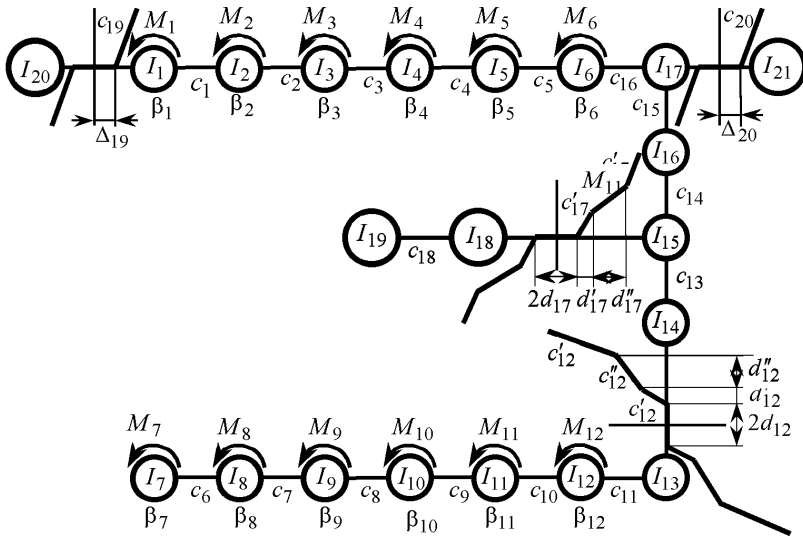 c19 M1 M2 M3 M4 M5 M6 c20
I20 I1 I2 I3 I4 I5 I6 I17 I21
c1 c2 c3 c4 c5 c16
c15
β1 β2 β3 β4 β5 β6
Δ19 Δ20
I16
M11
c14
c′17
I19 I18 I15
c18
c13
2d17 d′17 d″17
I14
c′12
c″12 d″12
c′12 2d12
M7 M8 M9 M10 M11 M12
I7 I8 I9 I10 I11 I12 I13
c6 c7 c8 c9 c10 c11
β7 β8 β9 β10 β11 β12